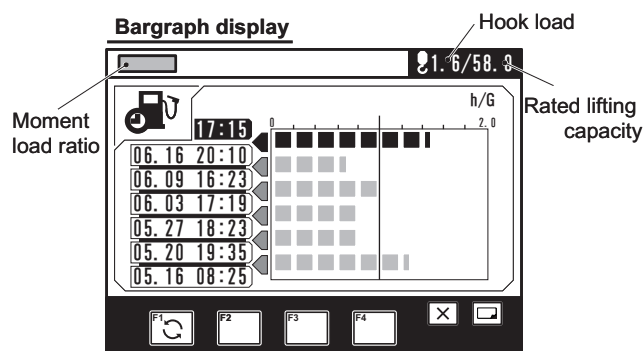 Bargraph display
Hook load
1. 6/58. 8
Moment
load ratio
Rated lifting
capacity
h/G
17:15
0
2. 0
06. 16 20:10
06. 09 16:23
06. 03 17:19
05. 27 18:23
05. 20 19:35
05. 16 08:25
F1
F2
F3
F4